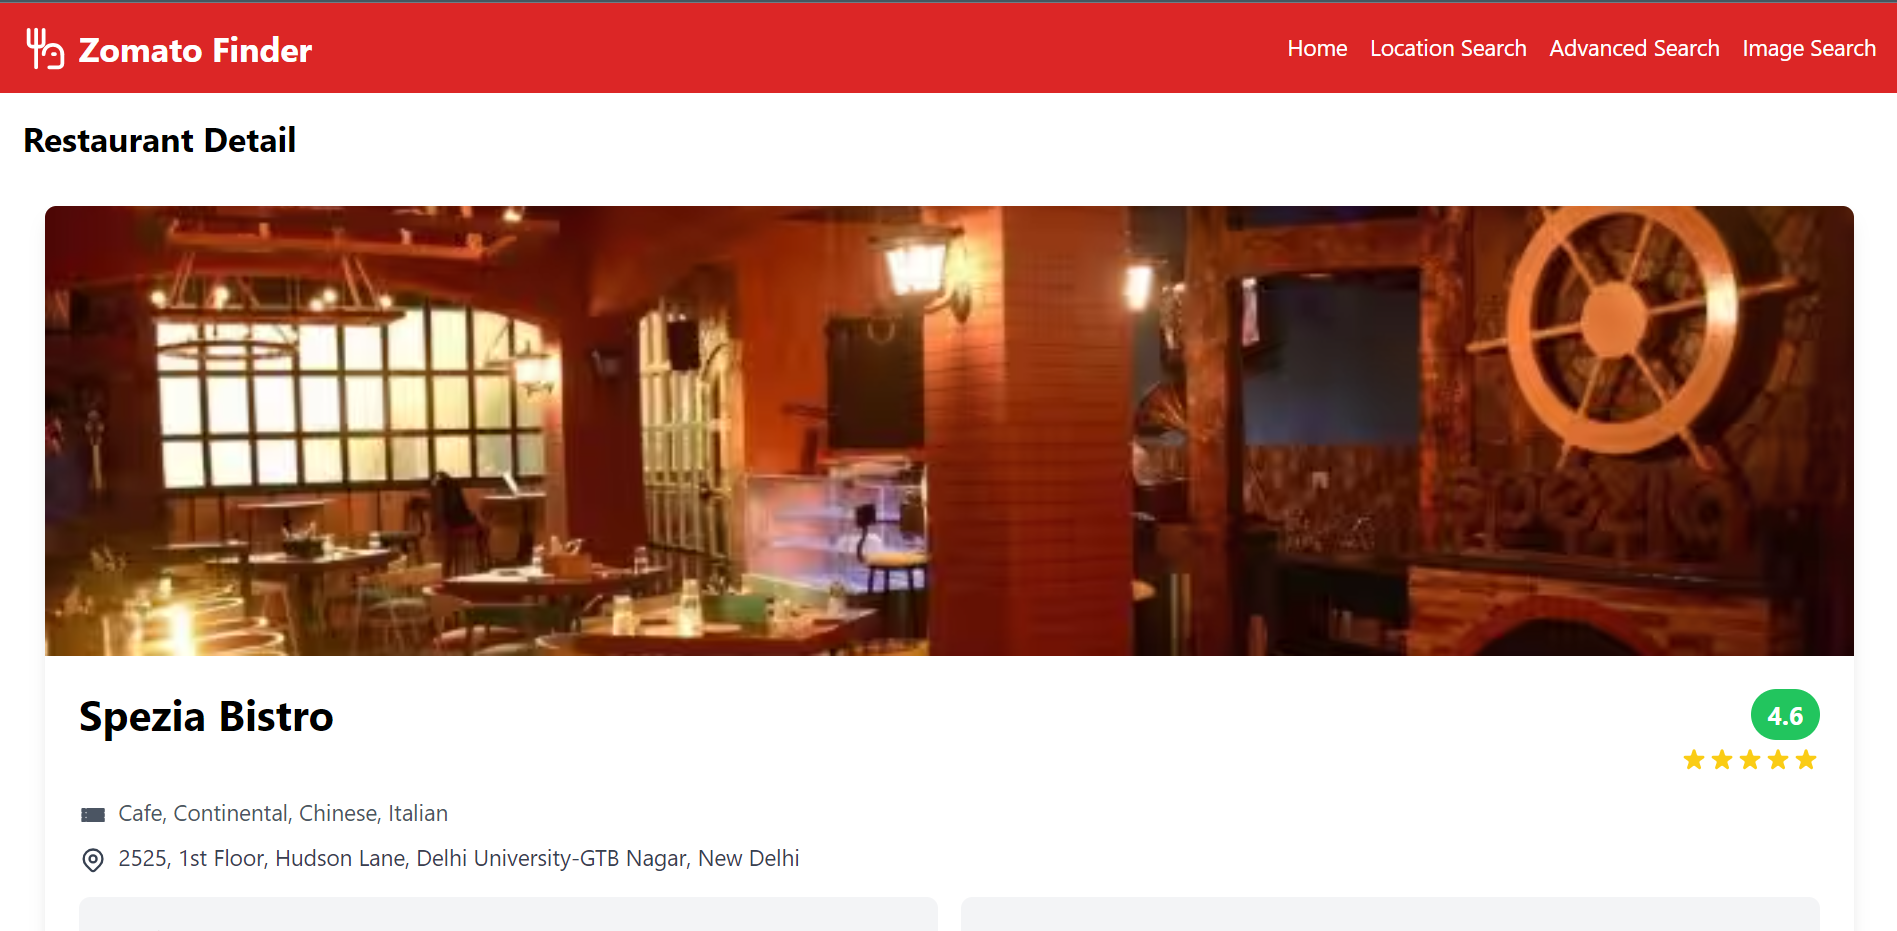 Zomato Finder
Home Location Search Advanced Search Image Search
Restaurant Detail
spezia
Spezia Bistro
4.6
Cafe, Continental, Chinese, Italian
2525, 1st Floor, Hudson Lane, Delhi University-GTB Nagar, New Delhi